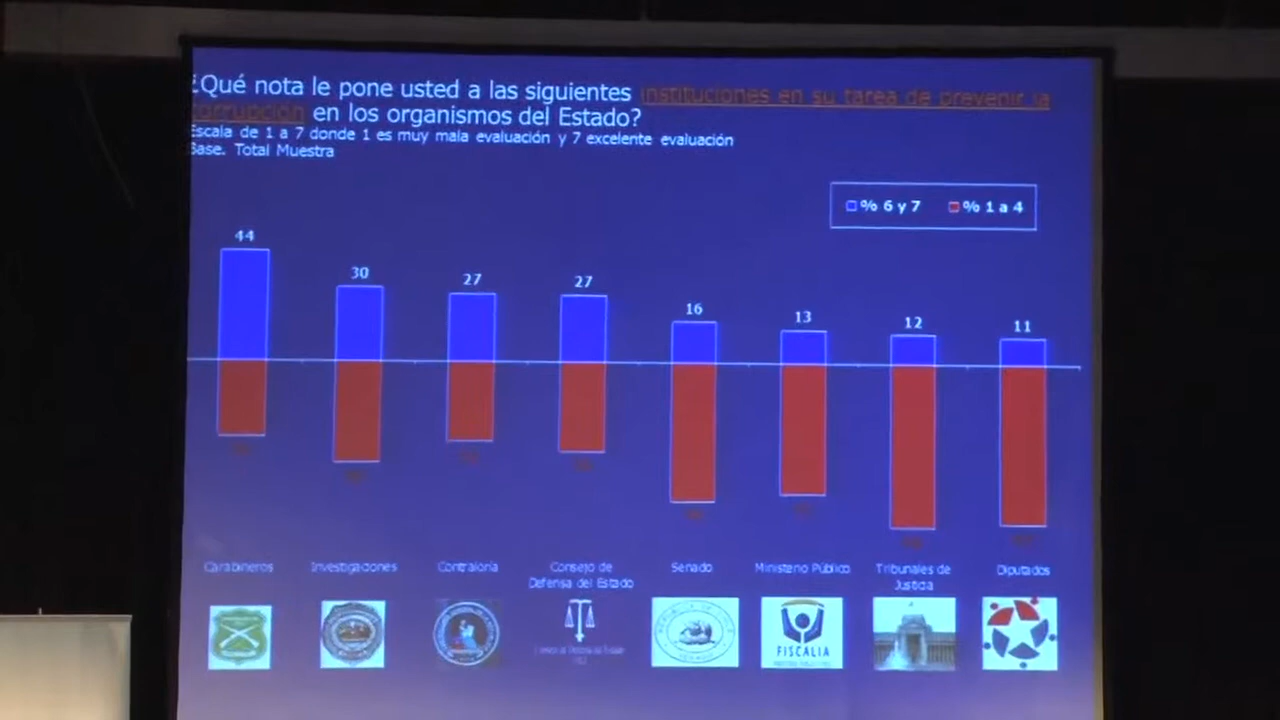 ¿Qué nota le pone usted a las siguientes instituciones en su tarea de prevenir la
corrupción en los organismos del Estado?
Escala de 1 a 7 donde 1 es muy mala evaluación y 7 excelente evaluación
Base. Total Muestra
% 6 y 7 % 1 a 4
44 30 27 27 16 13 12 11
Carabineros Investigaciones Contraloría Consejo de Senado Ministerio Público Tribunales de Diputados
Defensa del Estado Justicia
FISCALIA